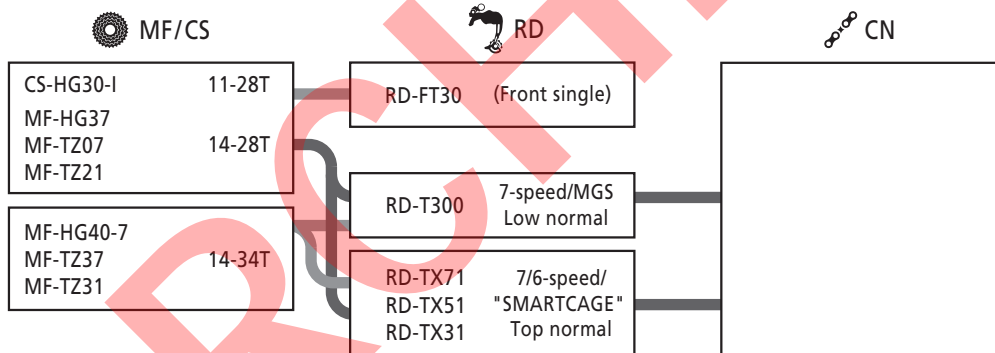 MF/CS
RD
CN
CS-HG30-I 11-28T
MF-HG37
MF-TZ07 14-28T
MF-TZ21
MF-HG40-7
MF-TZ37 14-34T
MF-TZ31
RD-FT30 (Front single)
RD-T300 7-speed/MGS
Low normal
RD-TX71 7/6-speed/
RD-TX51 "SMARTCAGE"
RD-TX31 Top normal